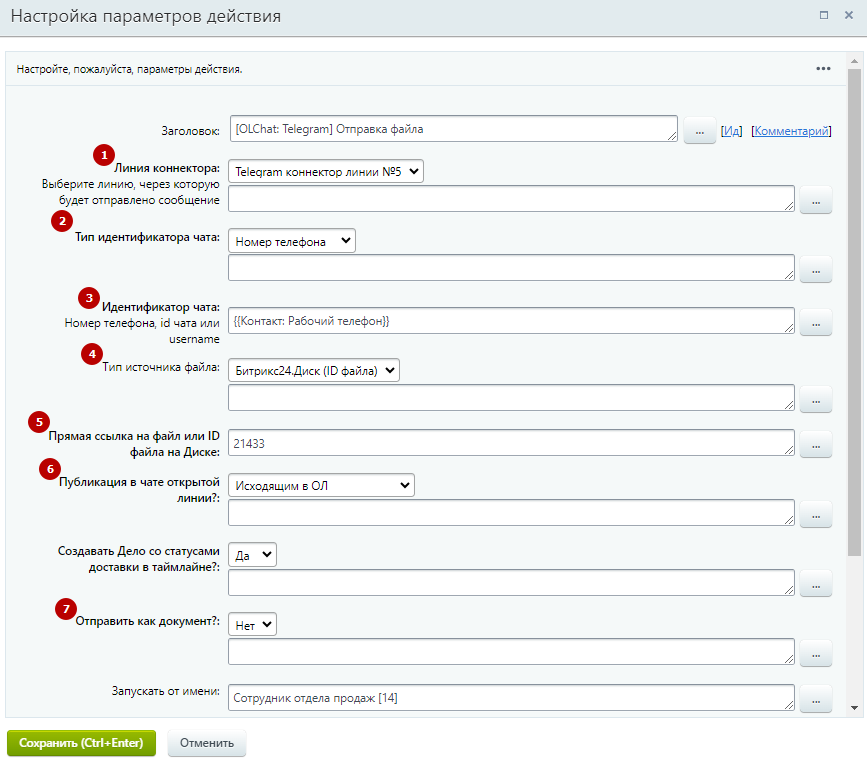 Настройка параметров действия
Настройте, пожалуйста, параметры действия.
...
Заголовок:
[OLChat: Telegram] Отправка файла
...
[Ид]
[Комментарий]
1
Линия коннектора:
Выберите линию, через которую
будет отправлено сообщение
Telegram коннектор линии №5
...
2
Тип идентификатора чата:
Номер телефона
...
3
Идентификатор чата:
Номер телефона, id чата или
username
{{Контакт: Рабочий телефон}}
...
4
Тип источника файла:
Битрикс24.Диск (ID файла)
...
5
Прямая ссылка на файл или ID
файла на Диске:
21433
...
6
Публикация в чате открытой
линии?:
Исходящим в ОЛ
...
Создавать Дело со статусами
доставки в таймлайне?:
Да
...
7
Отправить как документ?:
Нет
...
Запускать от имени:
Сотрудник отдела продаж [14]
...
Сохранить (Ctrl+Enter)
Отменить